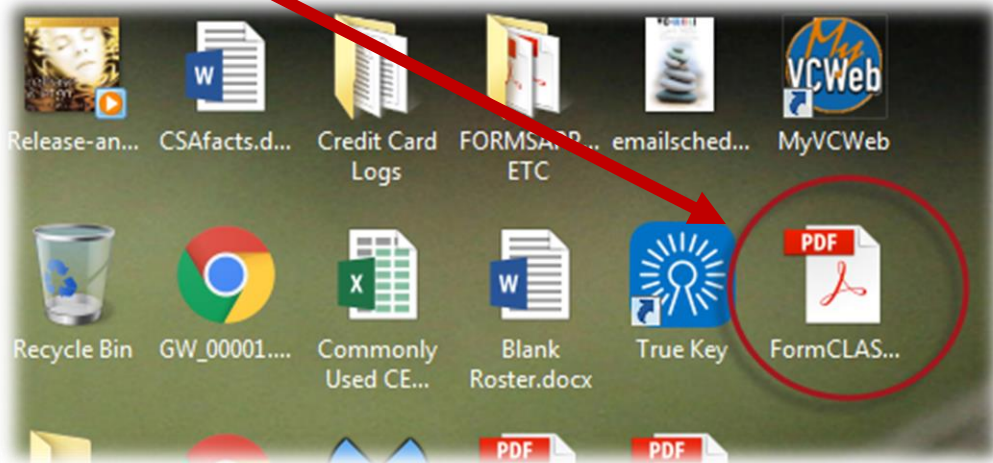 Release-an...
CSAfacts.d...
Credit Card
Logs
ETC
emailsched...
My
VCWeb
MyVCWeb
W
Recycle Bin
GW_00001....
X
Commonly
Used CE...
W
Blank
Roster.docx
True Key
PDF
FormCLAS...
PDF
PDF